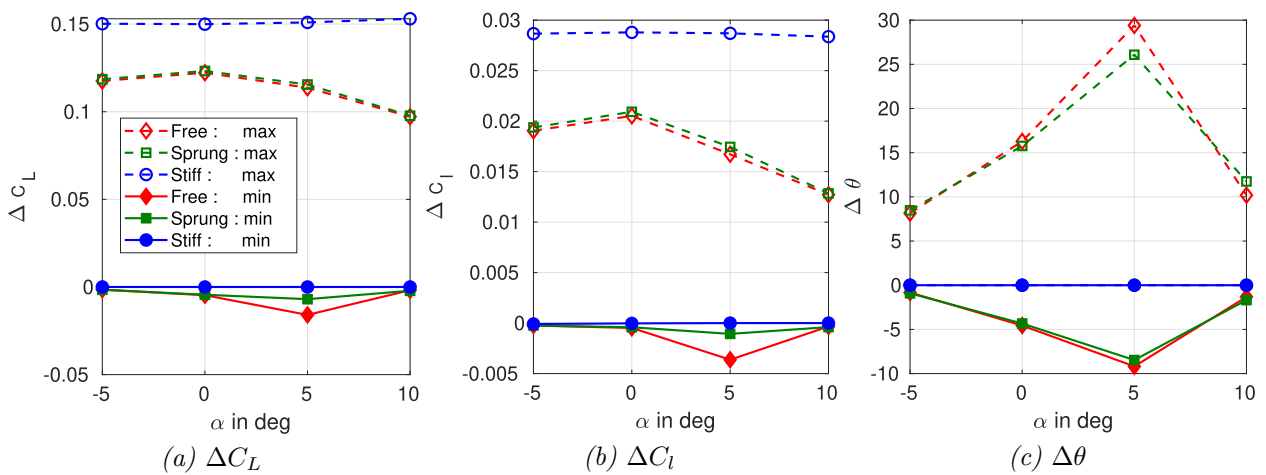 0.15
0.1
0.05
0
-0.05
-5
0
5
10
Δ c_L
α in deg
Free : max
Sprung : max
Stiff : max
Free : min
Sprung : min
Stiff : min
(a) ΔC_L
0.03
0.025
0.02
0.015
0.01
0.005
0
-0.005
-5
0
5
10
Δ c_l
α in deg
(b) ΔC_l
30
25
20
15
10
5
0
-5
-10
-5
0
5
10
Δ θ
α in deg
(c) Δθ